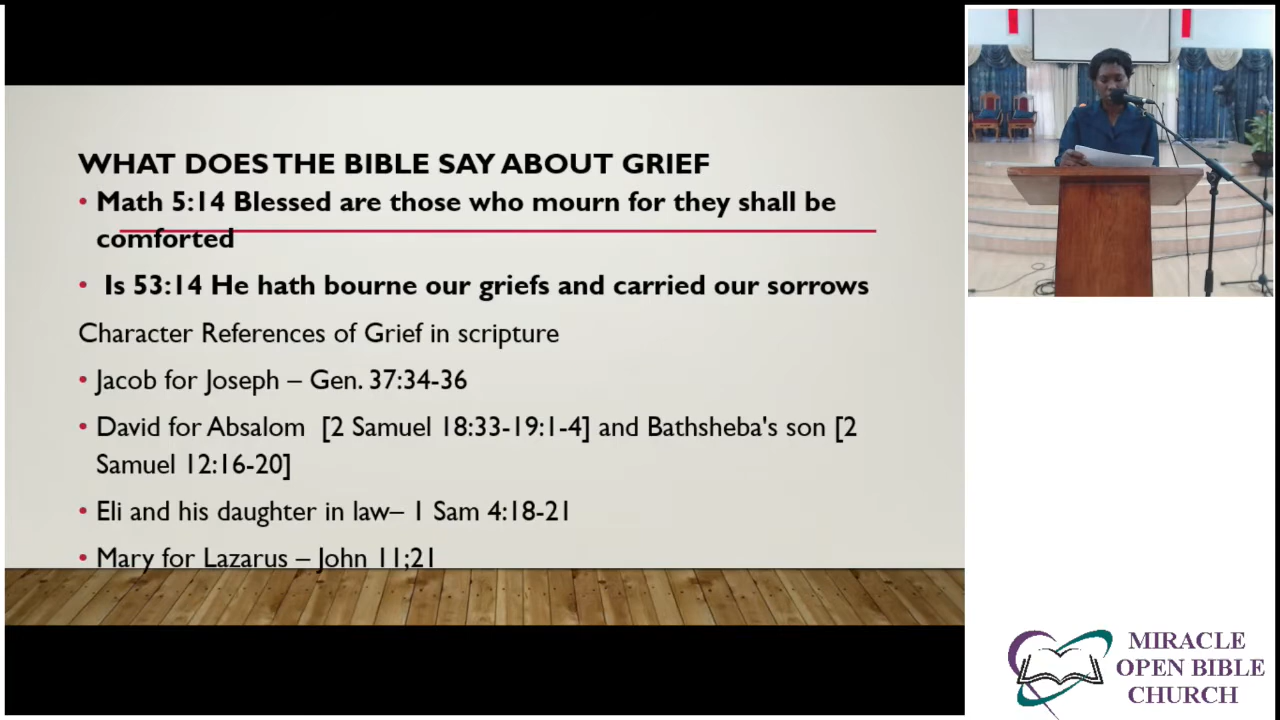 WHAT DOES THE BIBLE SAY ABOUT GRIEF
• Math 5:14 Blessed are those who mourn for they shall be
comforted
• Is 53:14 He hath bourne our griefs and carried our sorrows
Character References of Grief in scripture
• Jacob for Joseph – Gen. 37:34-36
• David for Absalom [2 Samuel 18:33-19:1-4] and Bathsheba's son [2
Samuel 12:16-20]
• Eli and his daughter in law– 1 Sam 4:18-21
• Mary for Lazarus – John 11;21
MIRACLE
OPEN BIBLE
CHURCH